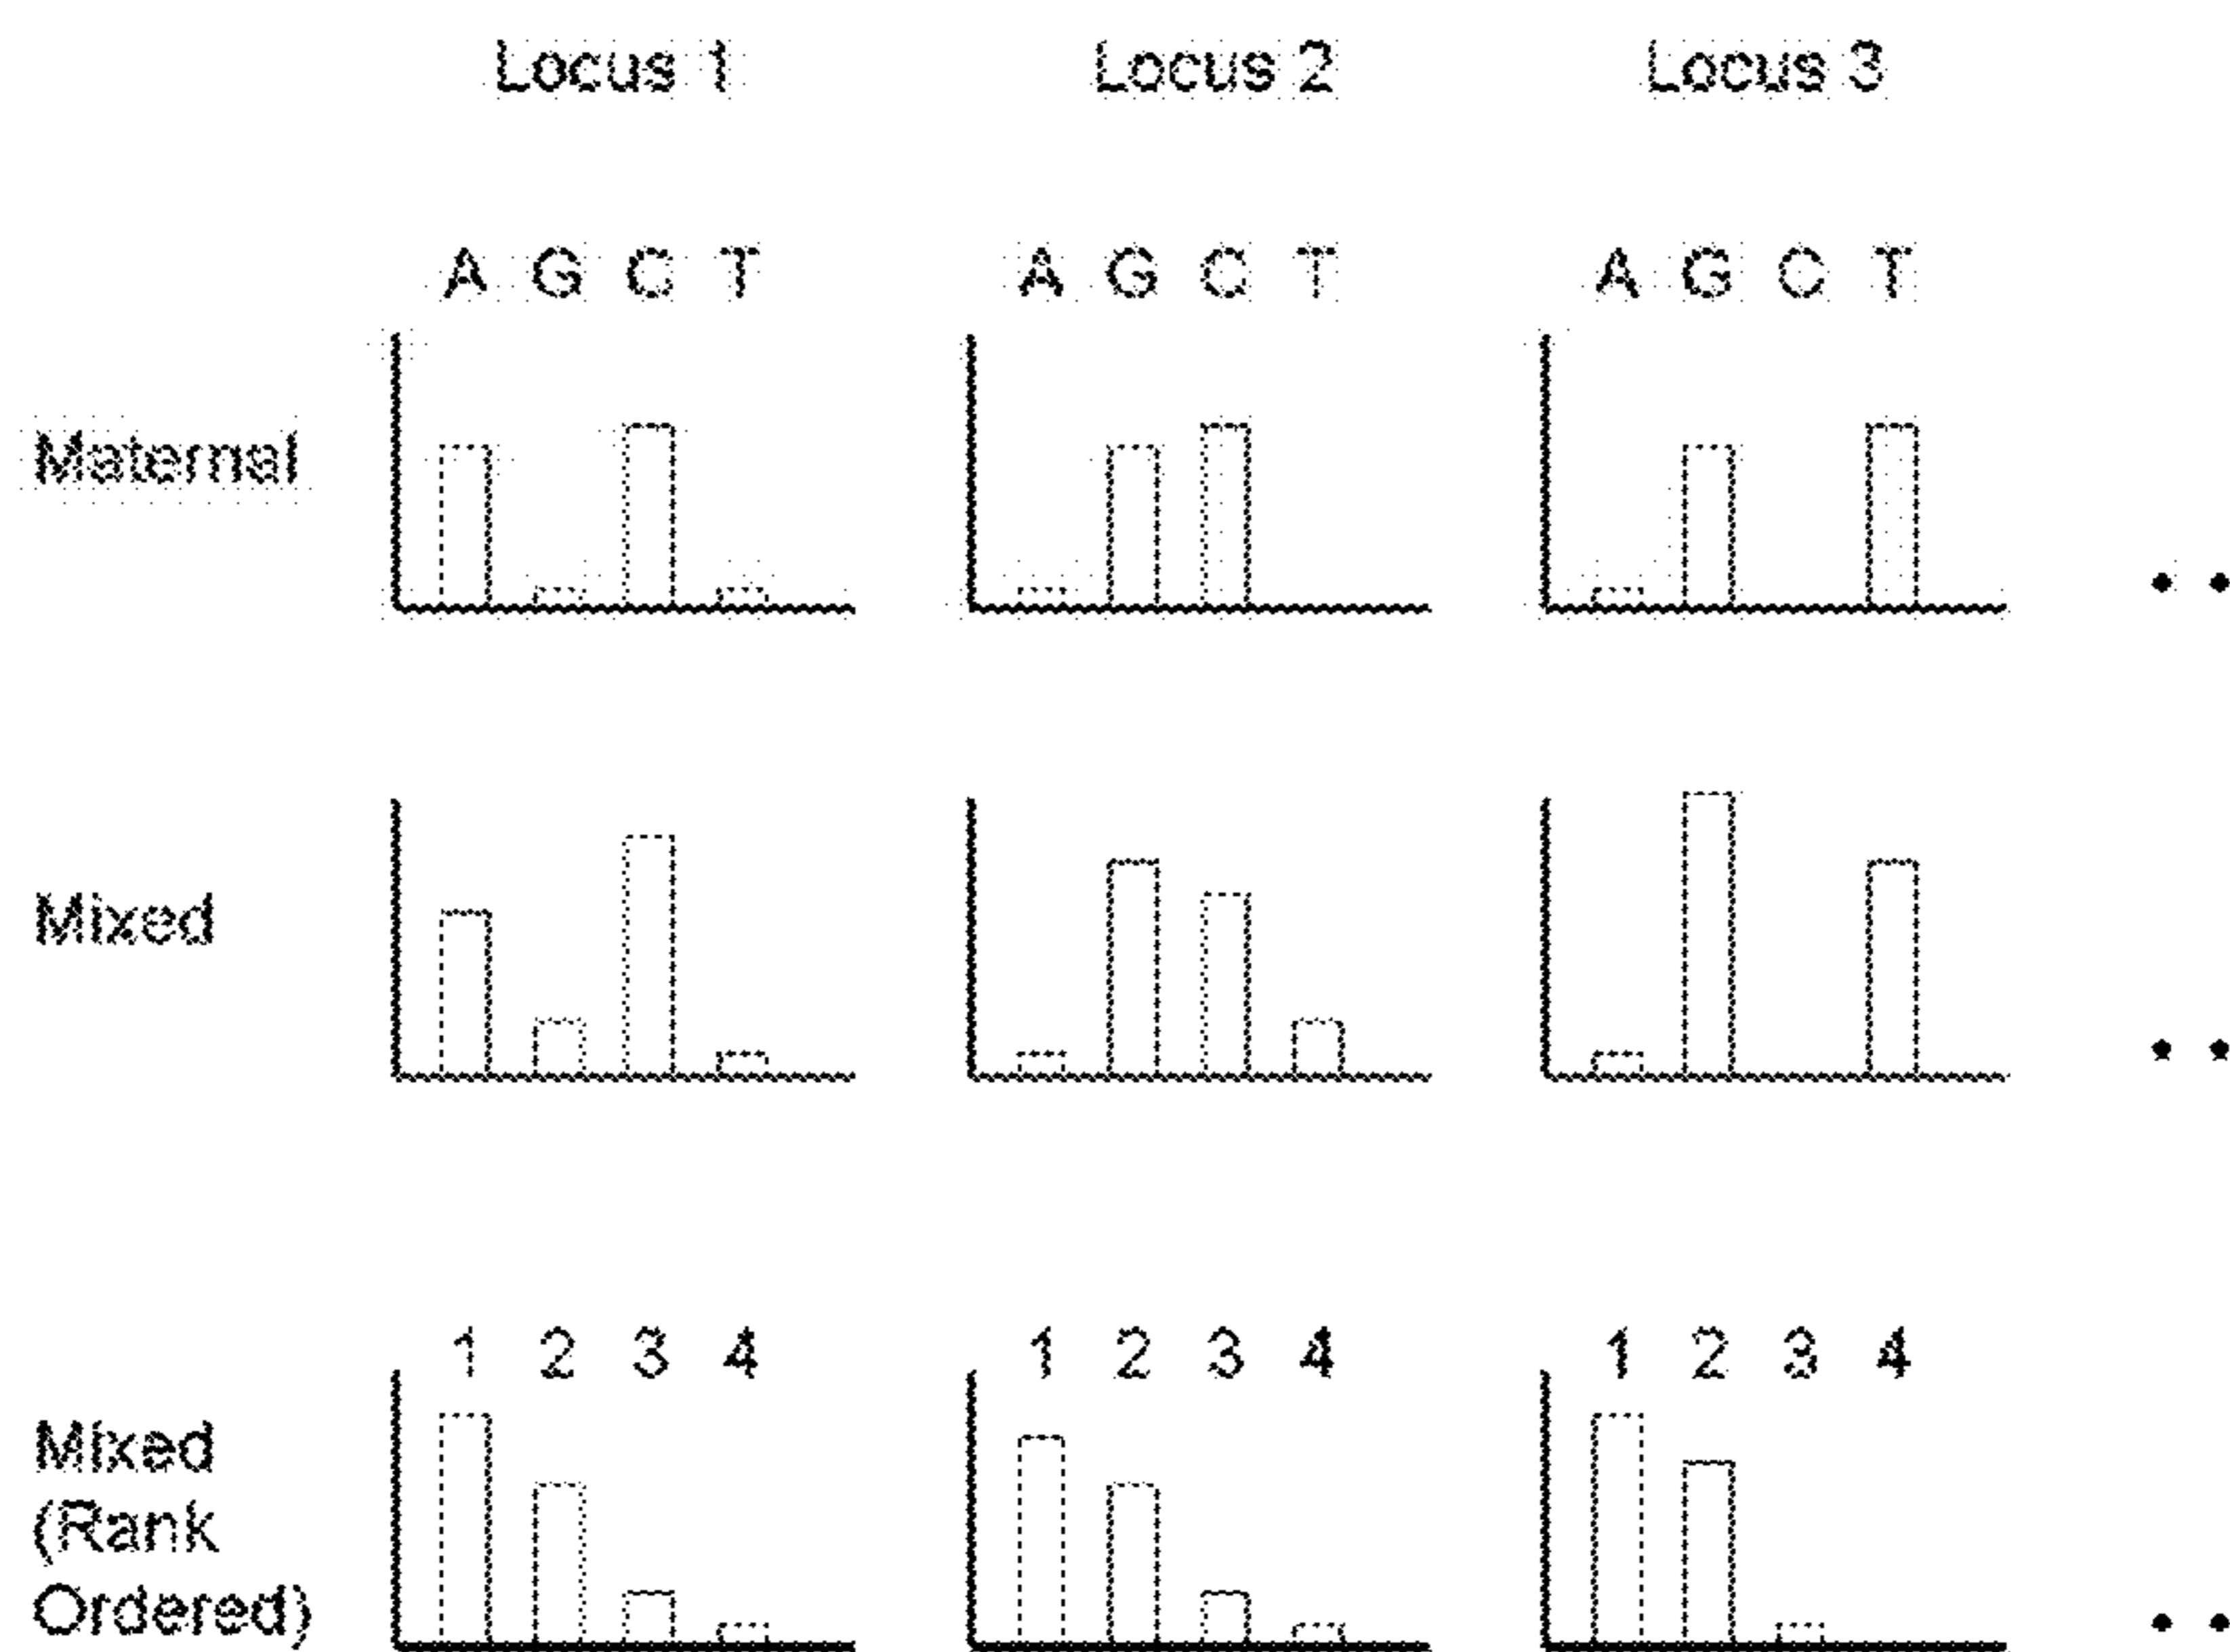 Locus 1 Locus 2 Locus 3
A G C T A G C T A G C T
Maternal
Mixed
1 2 3 4 1 2 3 4 1 2 3 4
Mixed
(Rank
Ordered)